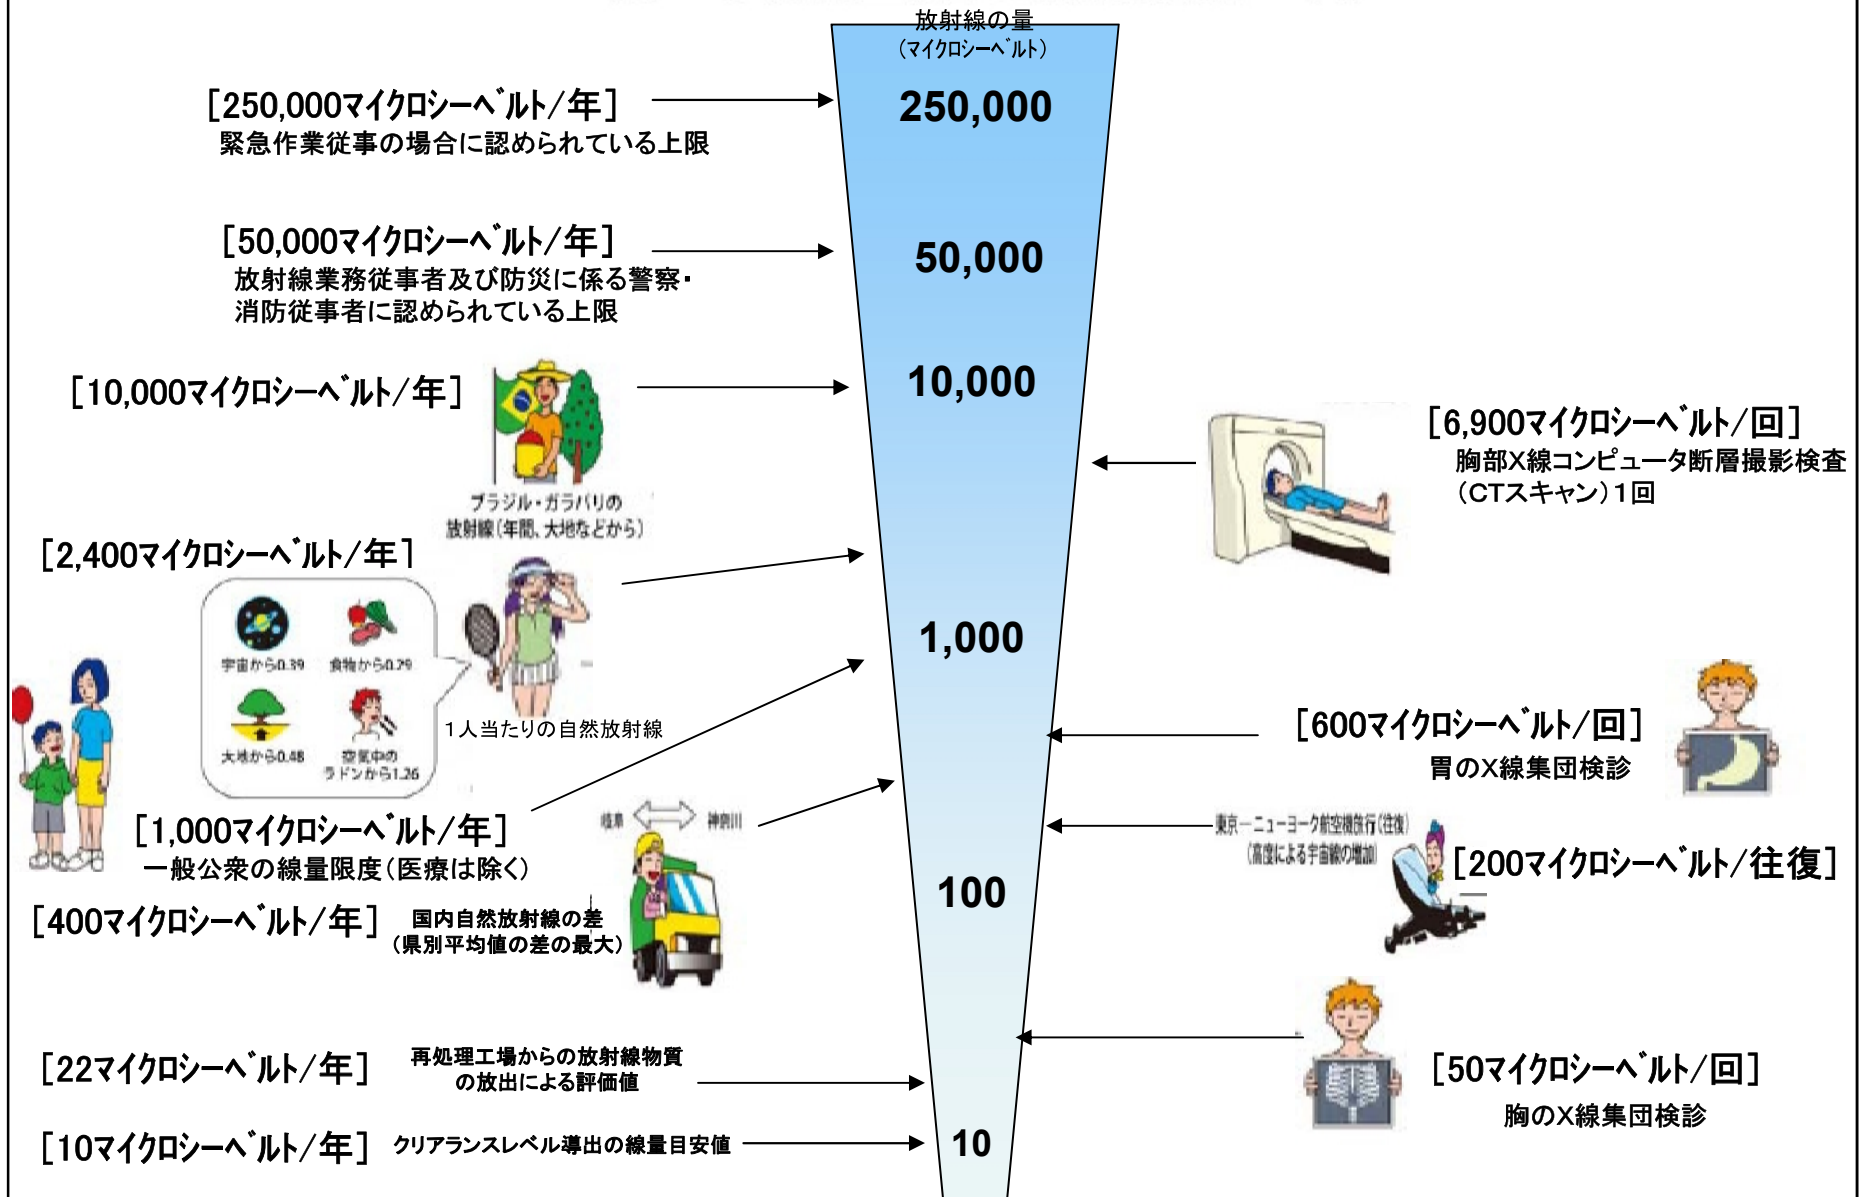 放射線の量
（マイクロシーベルト）
250,000
50,000
10,000
1,000
100
10
[250,000マイクロシーベルト/年]
緊急作業従事の場合に認められている上限
[50,000マイクロシーベルト/年]
放射線業務従事者及び防災に係る警察・
消防従事者に認められている上限
[10,000マイクロシーベルト/年]
ブラジル・ガラパリの
放射線（年間、大地などから）
[2,400マイクロシーベルト/年]
宇宙から0.39
食物から0.29
大地から0.48
空気中の
ラドンから1.26
1人当たりの自然放射線
[1,000マイクロシーベルト/年]
一般公衆の線量限度（医療は除く）
岐阜
神奈川
[400マイクロシーベルト/年]
国内自然放射線の差
（県別平均値の差の最大）
[22マイクロシーベルト/年]
再処理工場からの放射線物質
の放出による評価値
[10マイクロシーベルト/年]
クリアランスレベル導出の線量目安値
[6,900マイクロシーベルト/回]
胸部X線コンピュータ断層撮影検査
（CTスキャン）1回
[600マイクロシーベルト/回]
胃のX線集団検診
東京ーニューヨーク航空機旅行（往復）
（高度による宇宙線の増加）
[200マイクロシーベルト/往復]
[50マイクロシーベルト/回]
胸のX線集団検診